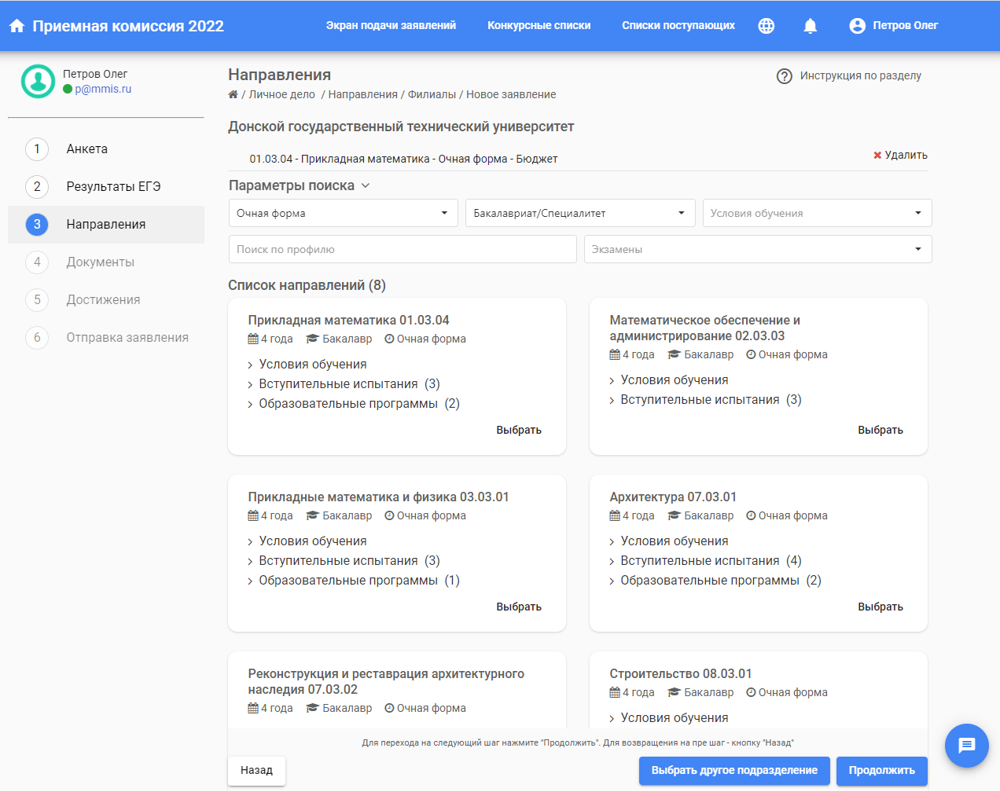 Приемная комиссия 2022
Экран подачи заявлений
Конкурсные списки
Списки поступающих
Петров Олег
Петров Олег
p@mmis.ru
1 Анкета
2 Результаты ЕГЭ
3 Направления
4 Документы
5 Достижения
6 Отправка заявления
Направления
Инструкция по разделу
/ Личное дело / Направления / Филиалы / Новое заявление
Донской государственный технический университет
01.03.04 - Прикладная математика - Очная форма - Бюджет
Удалить
Параметры поиска
Очная форма
Бакалавриат/Специалитет
Условия обучения
Поиск по профилю
Экзамены
Список направлений (8)
Прикладная математика 01.03.04
4 года Бакалавр Очная форма
Условия обучения
Вступительные испытания (3)
Образовательные программы (2)
Выбрать
Математическое обеспечение и
администрирование 02.03.03
4 года Бакалавр Очная форма
Условия обучения
Вступительные испытания (3)
Выбрать
Прикладные математика и физика 03.03.01
4 года Бакалавр Очная форма
Условия обучения
Вступительные испытания (3)
Образовательные программы (1)
Выбрать
Архитектура 07.03.01
4 года Бакалавр Очная форма
Условия обучения
Вступительные испытания (4)
Образовательные программы (2)
Выбрать
Реконструкция и реставрация архитектурного
наследия 07.03.02
4 года Бакалавр Очная форма
Строительство 08.03.01
4 года Бакалавр Очная форма
Условия обучения
Для перехода на следующий шаг нажмите "Продолжить". Для возвращения на пре шаг - кнопку "Назад"
Назад
Выбрать другое подразделение
Продолжить